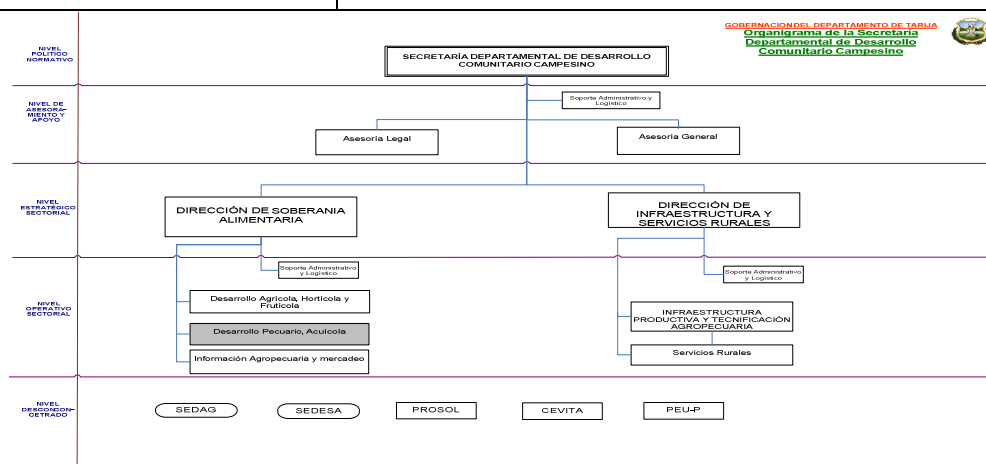 GOBERNACION DEL DEPARTAMENTO DE TARIJA
Organigrama de la Secretaría
Departamental de Desarrollo
Comunitario Campesino
NIVEL
POLITICO
NORMATIVO
SECRETARÍA DEPARTAMENTAL DE DESARROLLO
COMUNITARIO CAMPESINO
NIVEL DE
ASESORA-
MIENTO Y
APOYO
Soporte Administrativo y
Logístico
Asesoría Legal
Asesoría General
NIVEL
ESTRATÉGICO
SECTORIAL
DIRECCIÓN DE SOBERANIA
ALIMENTARIA
DIRECCIÓN DE
INFRAESTRUCTURA Y
SERVICIOS RURALES
Soporte Administrativo
y Logístico
Soporte Administrativo
y Logístico
NIVEL
OPERATIVO
SECTORIAL
Desarrollo Agrícola, Hortícola y
Frutícola
Desarrollo Pecuario, Acuícola
Información Agropecuaria y mercadeo
INFRAESTRUCTURA
PRODUCTIVA Y TECNIFICACIÓN
AGROPECUARIA
Servicios Rurales
NIVEL
DESCONCON-
CETRADO
SEDAG
SEDESA
PROSOL
CEVITA
PEU-P